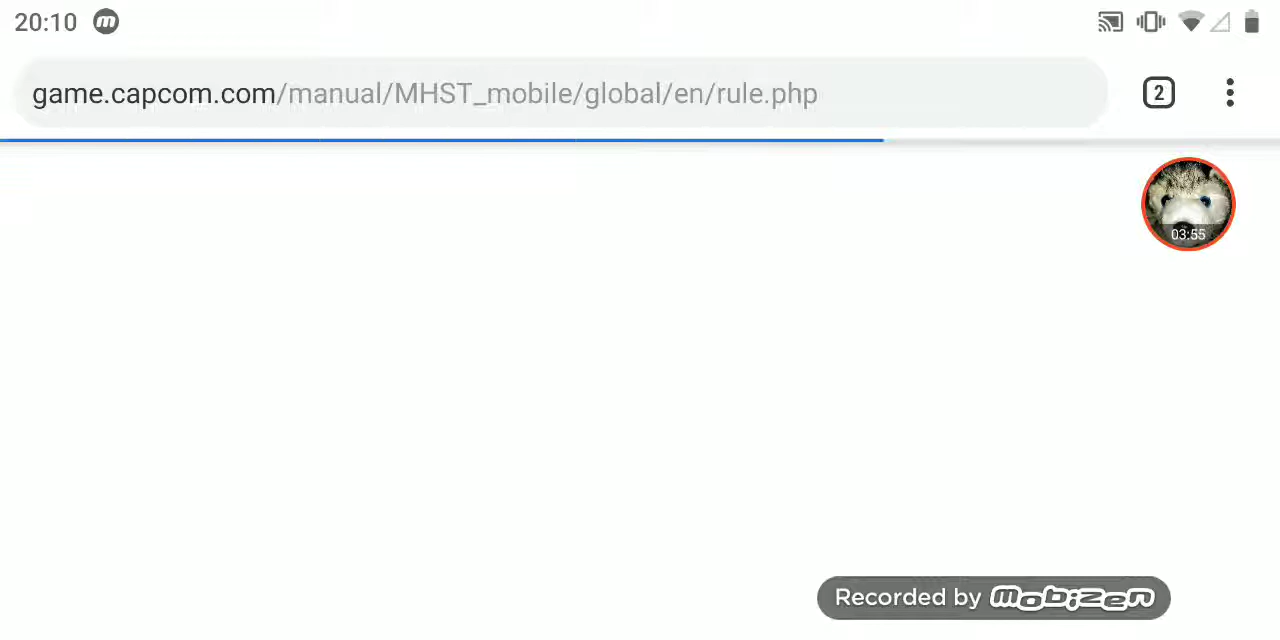 20:10 m
game.capcom.com/manual/MHST_mobile/global/en/rule.php
2
03:55
Recorded by mobizen